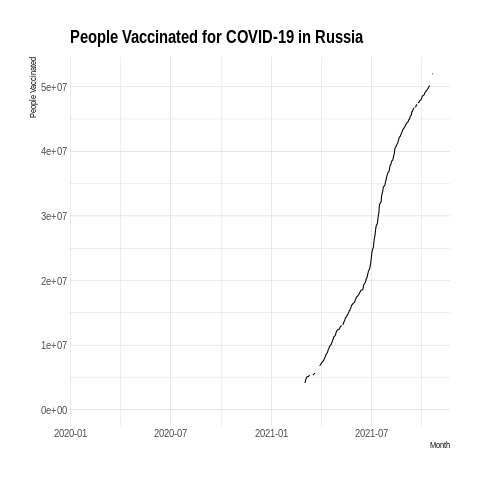 People Vaccinated for COVID-19 in Russia
People Vaccinated
5e+07
4e+07
3e+07
2e+07
1e+07
0e+00
2020-01 2020-07 2021-01 2021-07
Month